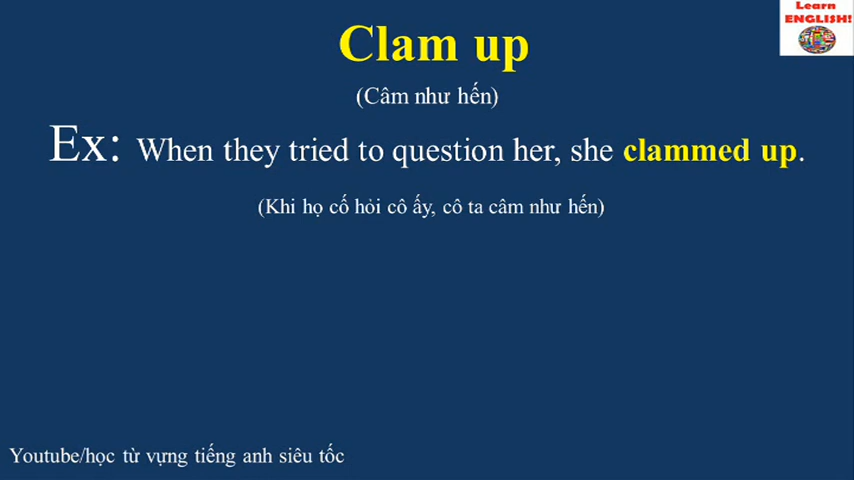 Learn
ENGLISH!
Clam up
(Câm như hến)
Ex: When they tried to question her, she clammed up.
(Khi họ cố hỏi cô ấy, cô ta câm như hến)
Youtube/học từ vựng tiếng anh siêu tốc